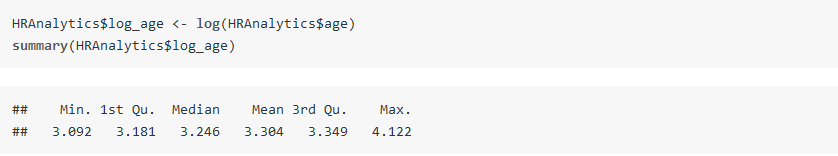 HRAnalytics$log_age <- log(HRAnalytics$age)
summary(HRAnalytics$log_age)
##    Min. 1st Qu.  Median    Mean 3rd Qu.    Max.
##   3.092   3.181   3.246   3.304   3.349   4.122